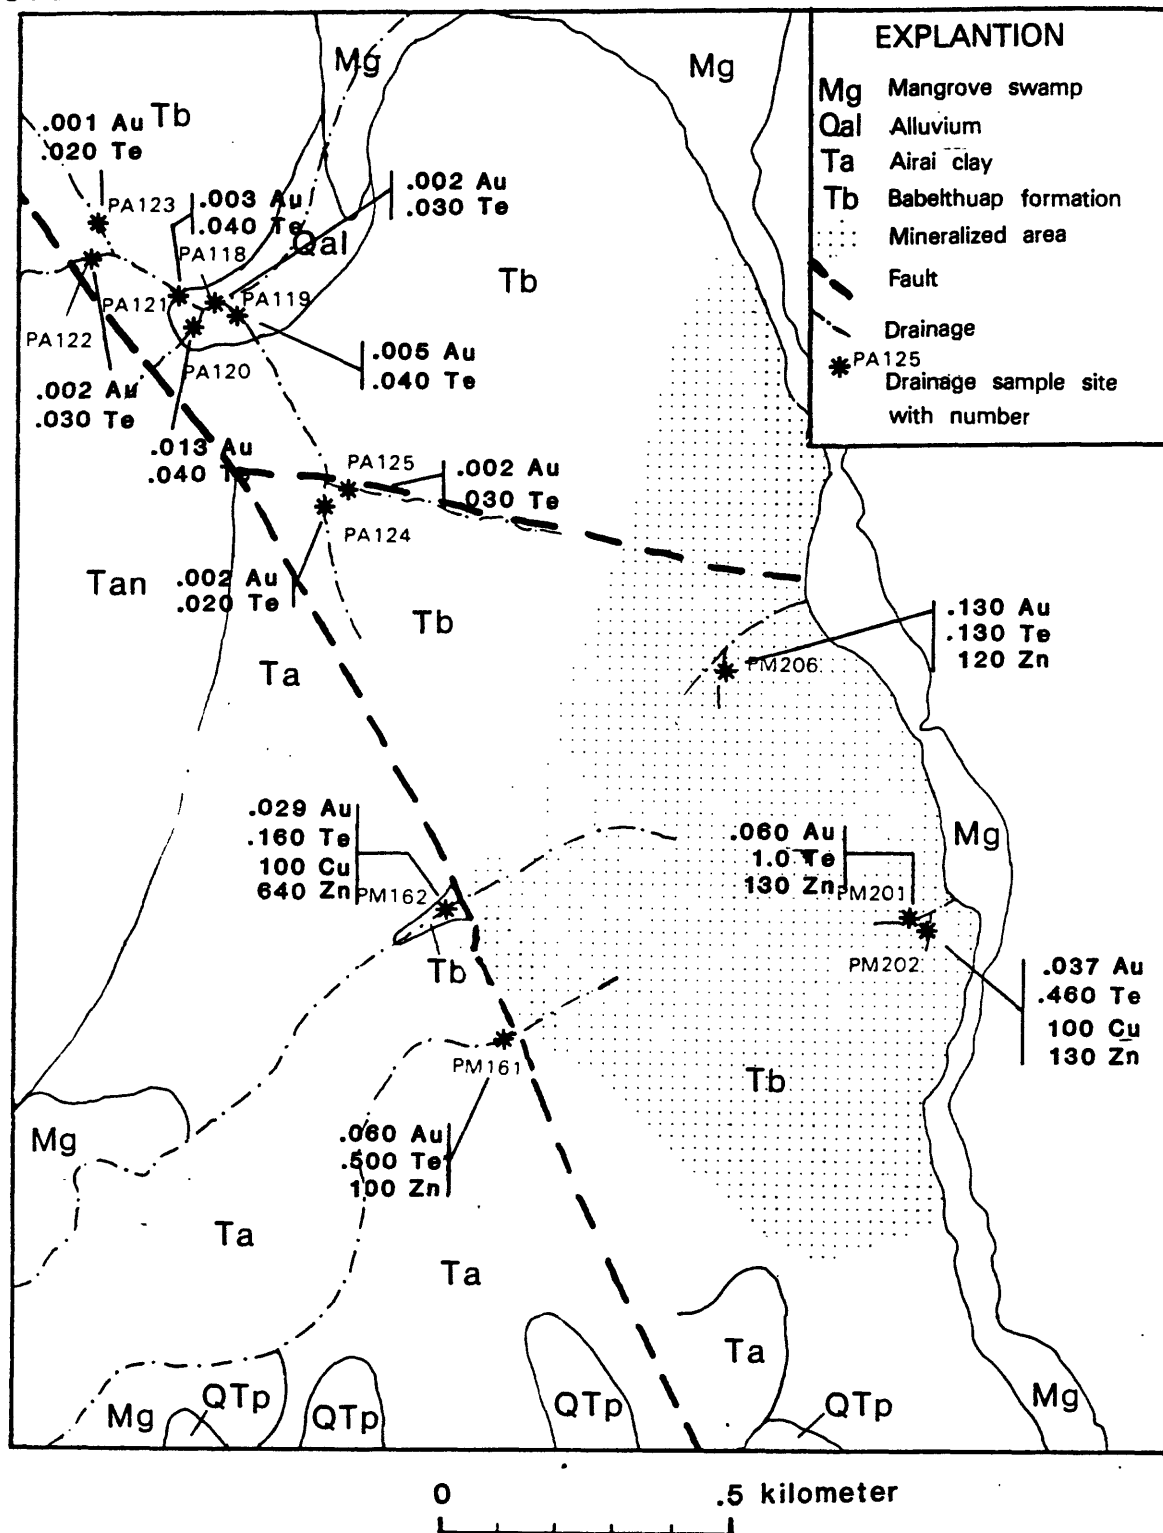 EXPLANTION
Mg Mangrove swamp
Qal Alluvium
Ta Airai clay
Tb Babelthuap formation
Mineralized area
Fault
Drainage
PA125
Drainage sample site
with number
Mg
Mg
Tb
.001 Au
.020 Te
PA123
.003 Au
.040 Te
.002 Au
.030 Te
Qal
PA118
Tb
PA121
PA119
PA122
PA120
.005 Au
.040 Te
.002 Au
.030 Te
.013 Au
.040 Te
PA125
.002 Au
.030 Te
PA124
Tan
.002 Au
.020 Te
Tb
Ta
.130 Au
.130 Te
120 Zn
PM206
.029 Au
.160 Te
100 Cu
640 Zn
PM162
.060 Au
1.0 Te
130 Zn
PM201
Mg
Tb
PM202
.037 Au
.460 Te
100 Cu
130 Zn
PM161
Tb
Mg
.060 Au
.500 Te
100 Zn
Ta
Ta
Ta
Mg
QTp
QTp
QTp
QTp
Mg
0 .5 kilometer